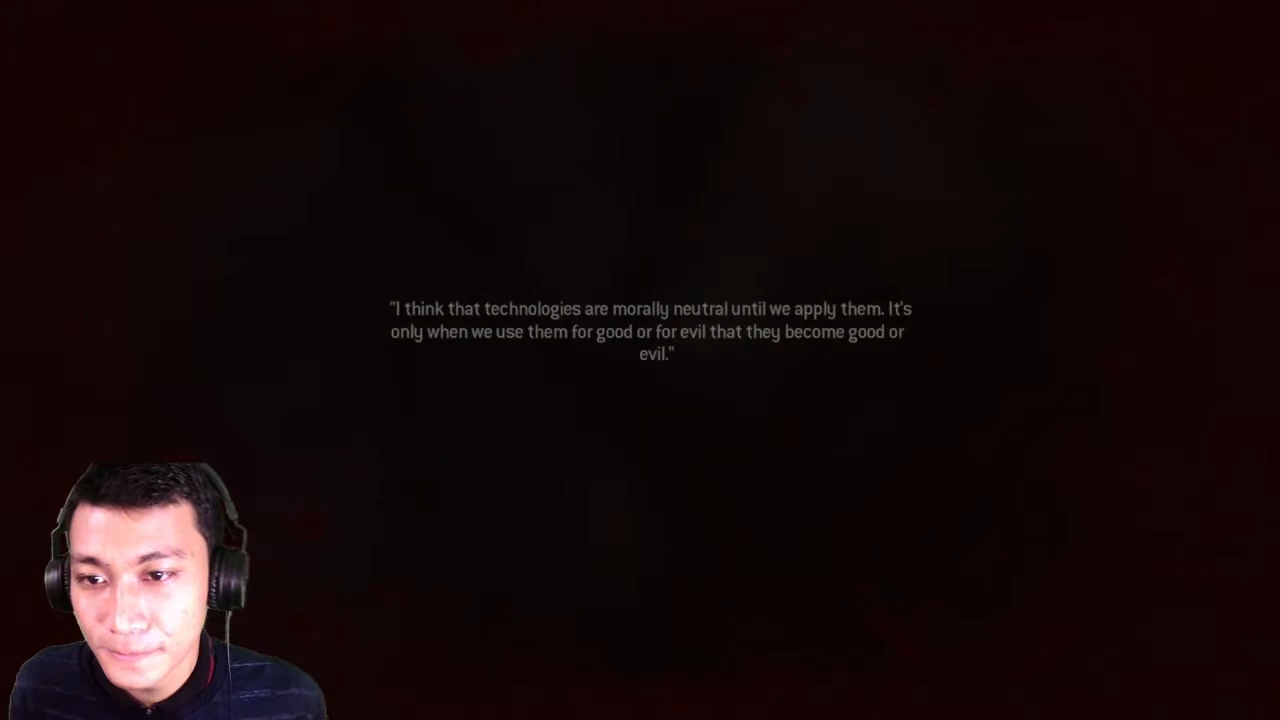 "I think that technologies are morally neutral until we apply them. It's
only when we use them for good or for evil that they become good or
evil."